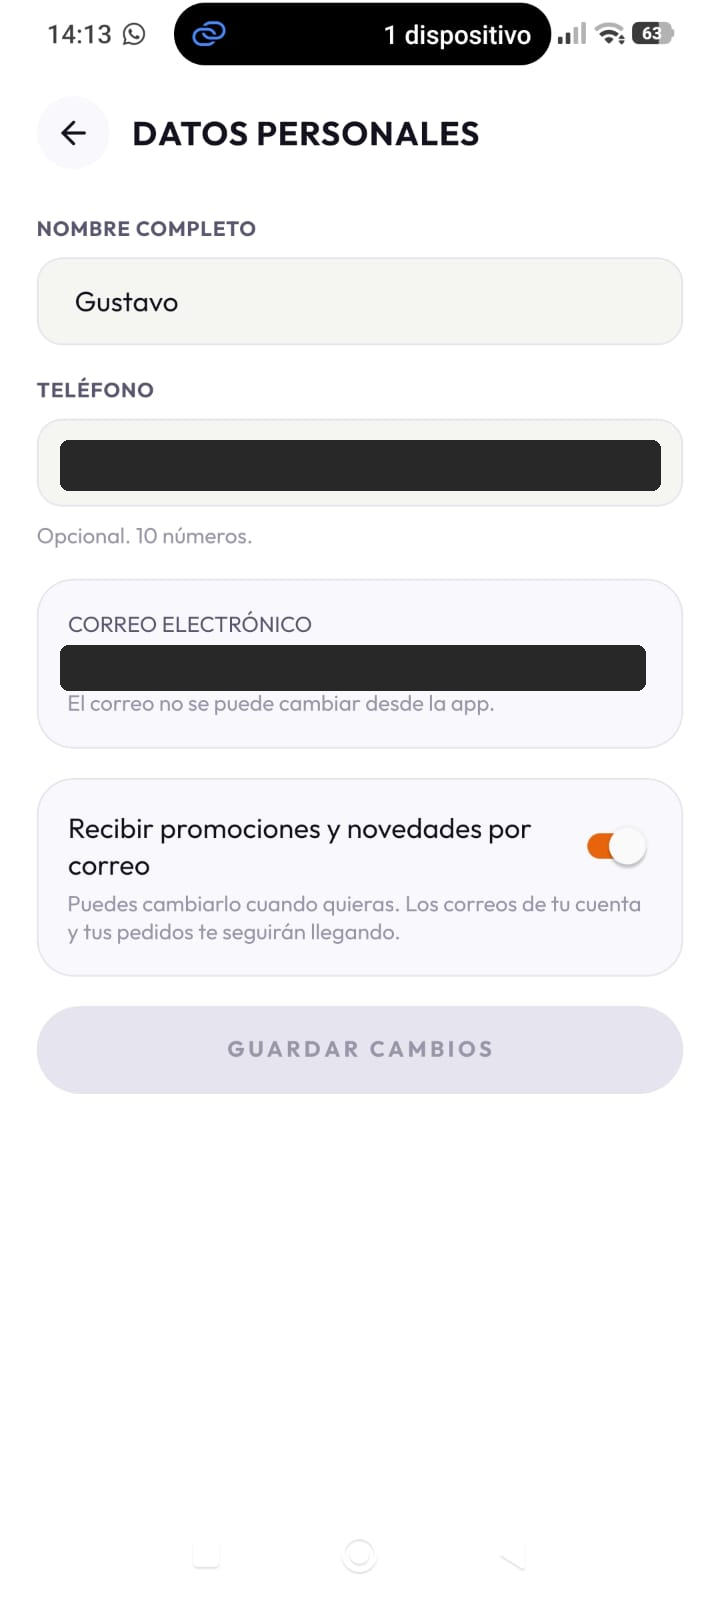 14:13
1 dispositivo
63
DATOS PERSONALES
NOMBRE COMPLETO
Gustavo
TELÉFONO
Opcional. 10 números.
CORREO ELECTRÓNICO
El correo no se puede cambiar desde la app.
Recibir promociones y novedades por
correo
Puedes cambiarlo cuando quieras. Los correos de tu cuenta
y tus pedidos te seguirán llegando.
GUARDAR CAMBIOS